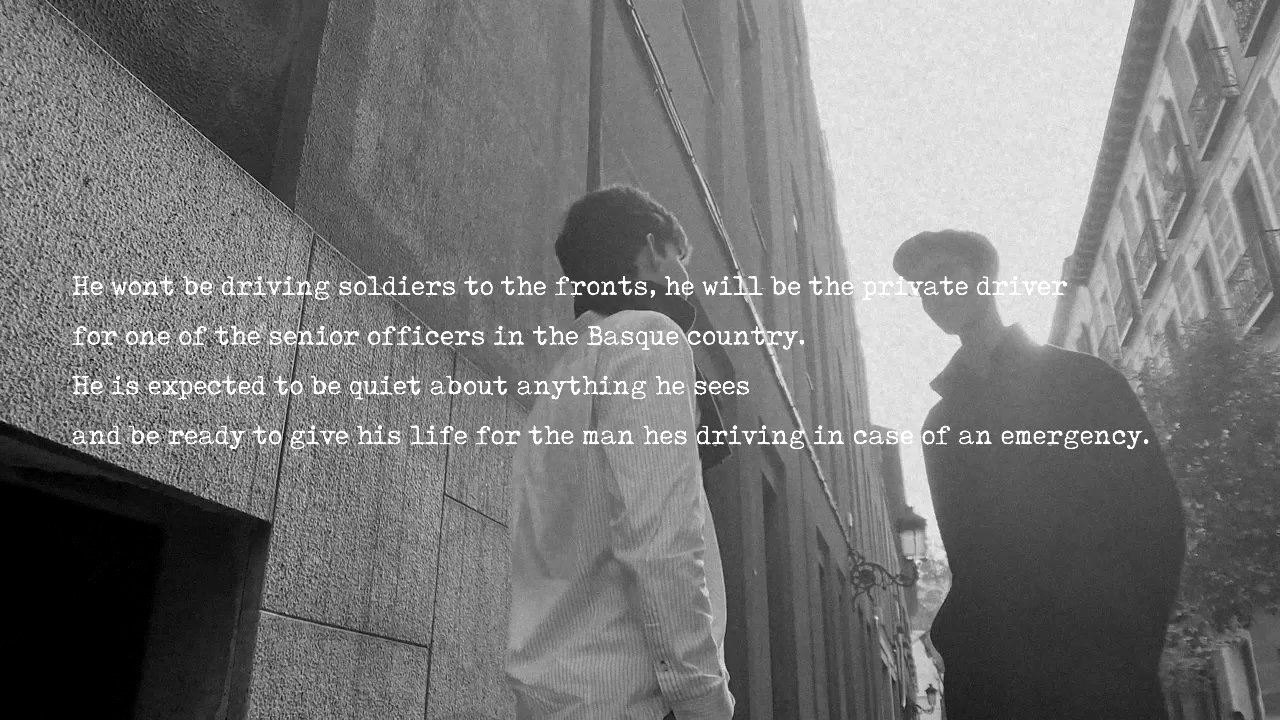 He wont be driving soldiers to the fronts, he will be the private driver
for one of the senior officers in the Basque country.
He is expected to be quiet about anything he sees
and be ready to give his life for the man hes driving in case of an emergency.